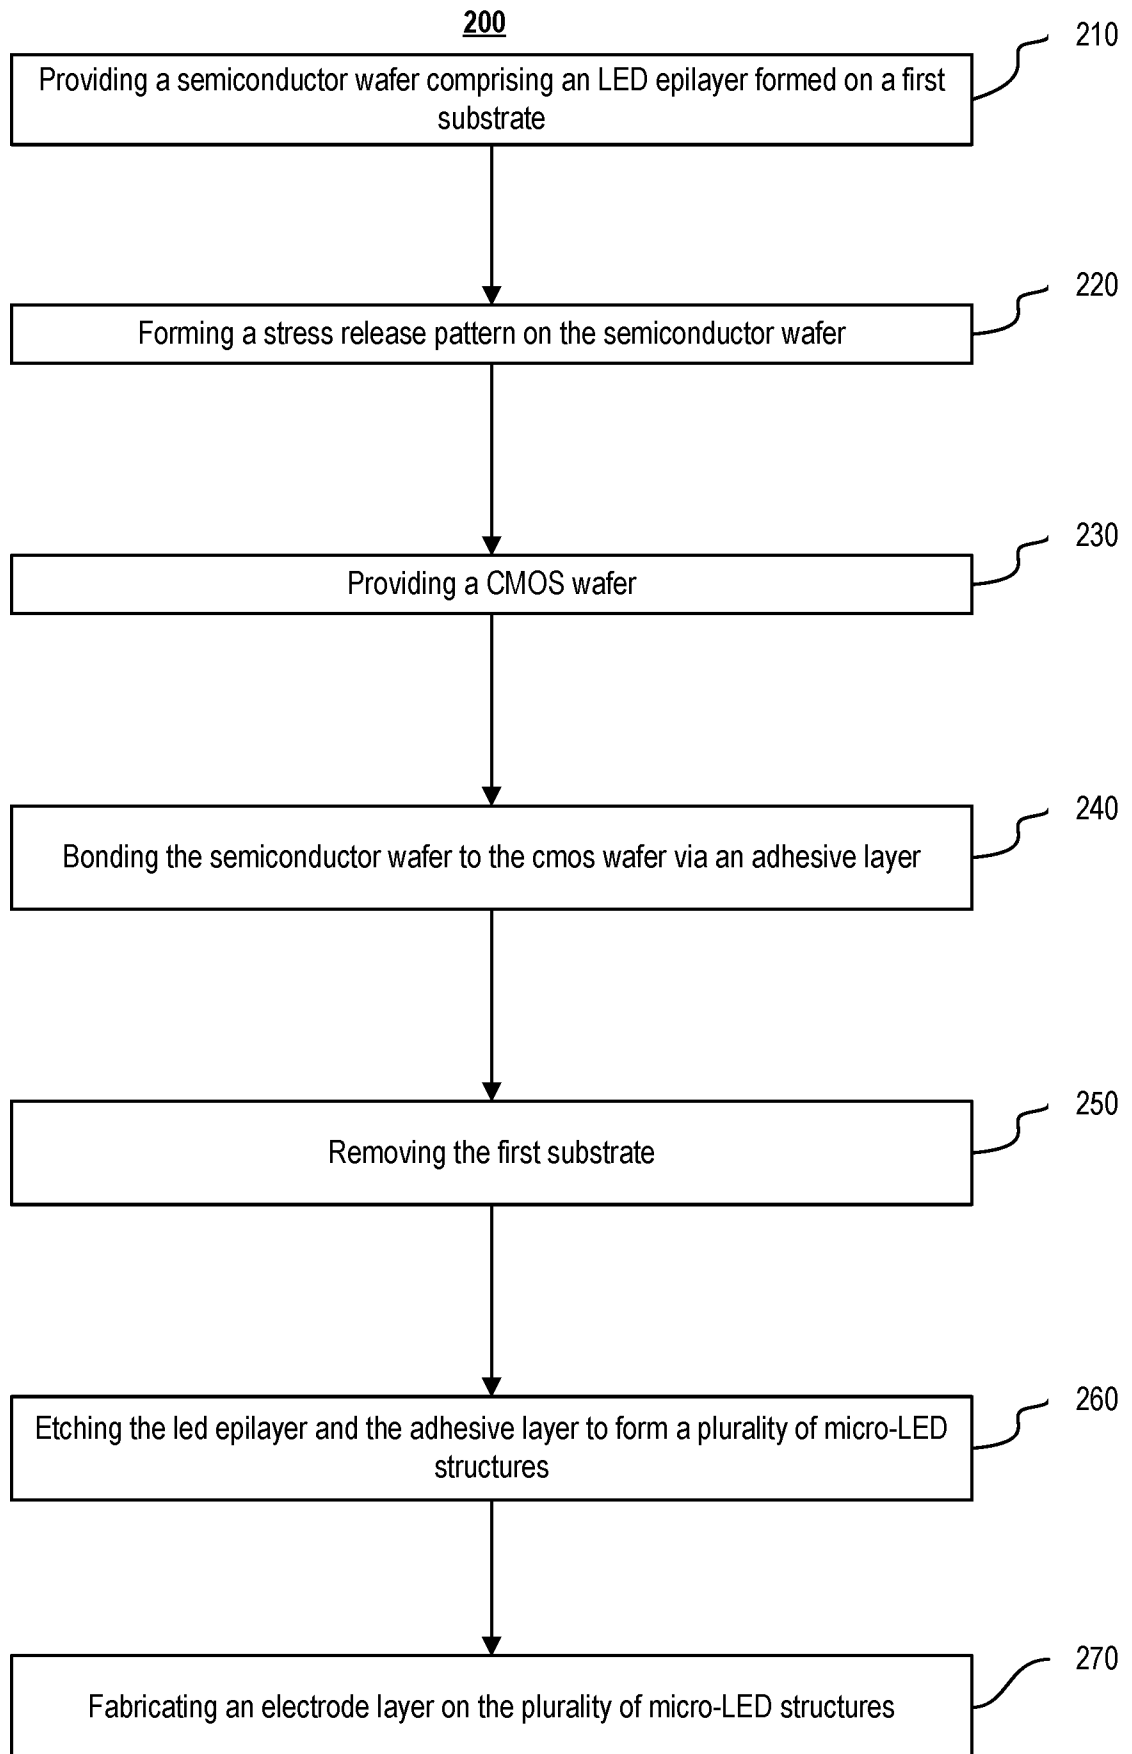 200
210
Providing a semiconductor wafer comprising an LED epilayer formed on a first
substrate
220
Forming a stress release pattern on the semiconductor wafer
230
Providing a CMOS wafer
240
Bonding the semiconductor wafer to the cmos wafer via an adhesive layer
250
Removing the first substrate
260
Etching the led epilayer and the adhesive layer to form a plurality of micro-LED
structures
270
Fabricating an electrode layer on the plurality of micro-LED structures